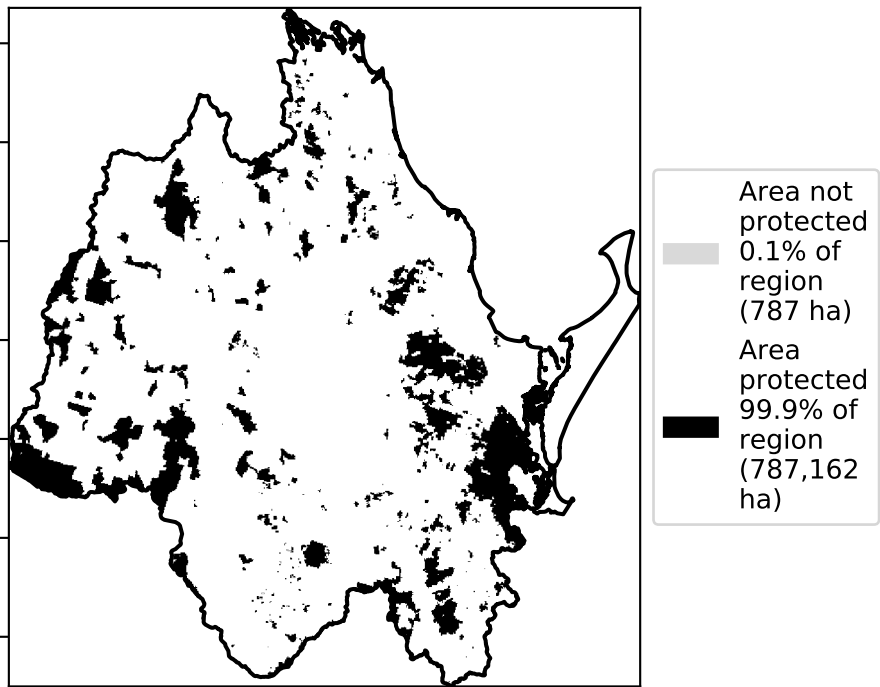 Area not
protected
0.1% of
region
(787 ha)
Area
protected
99.9% of
region
(787,162
ha)